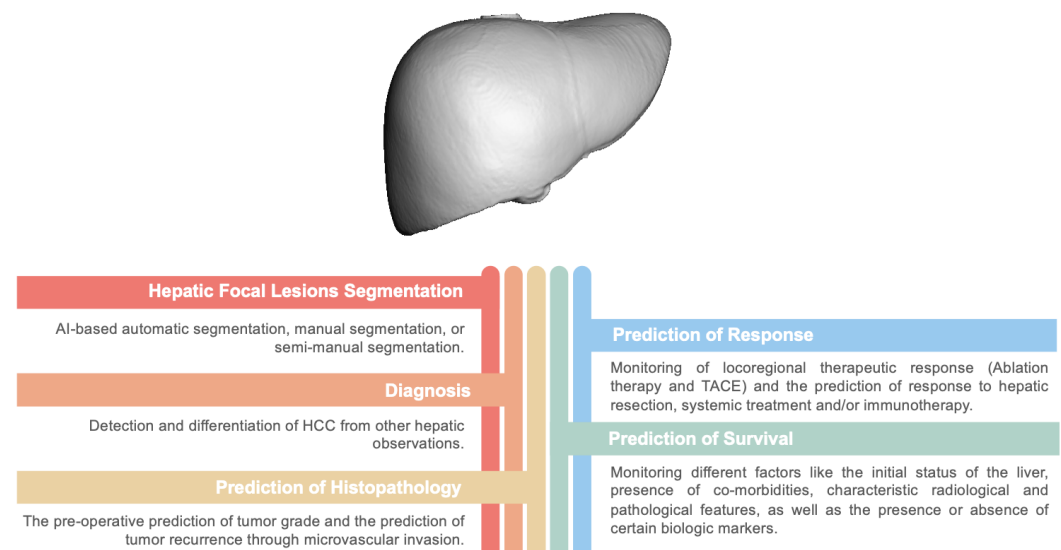 Hepatic Focal Lesions Segmentation
AI-based automatic segmentation, manual segmentation, or
semi-manual segmentation.
Diagnosis
Detection and differentiation of HCC from other hepatic
observations.
Prediction of Histopathology
The pre-operative prediction of tumor grade and the prediction of
tumor recurrence through microvascular invasion.
Prediction of Response
Monitoring of locoregional therapeutic response (Ablation
therapy and TACE) and the prediction of response to hepatic
resection, systemic treatment and/or immunotherapy.
Prediction of Survival
Monitoring different factors like the initial status of the liver,
presence of co-morbidities, characteristic radiological and
pathological features, as well as the presence or absence of
certain biologic markers.